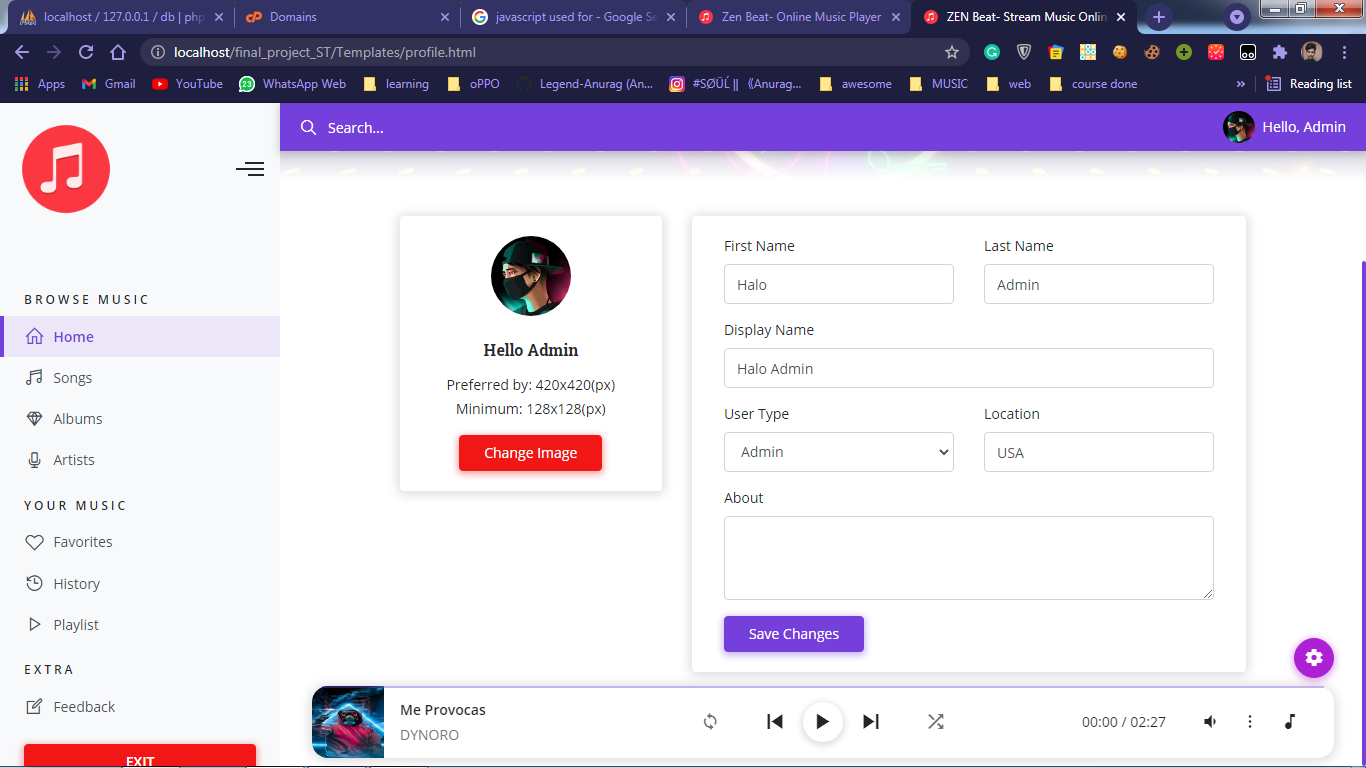 localhost / 127.0.0.1 / db | php
Domains
javascript used for - Google Se
Zen Beat- Online Music Player
ZEN Beat- Stream Music Onlin
localhost/final_project_ST/Templates/profile.html
Apps
Gmail
YouTube
23
WhatsApp Web
learning
oPPO
Legend-Anurag (An...
#SØÜĹ ||《Anurag...
awesome
MUSIC
web
course done
»
Reading list
Search...
Hello, Admin
BROWSE MUSIC
Home
Songs
Albums
Artists
YOUR MUSIC
Favorites
History
Playlist
EXTRA
Feedback
EXIT
Hello Admin
Preferred by: 420x420(px)
Minimum: 128x128(px)
Change Image
First Name
Last Name
Halo
Admin
Display Name
Halo Admin
User Type
Location
Admin
USA
About
Save Changes
Me Provocas
DYNORO
00:00 / 02:27